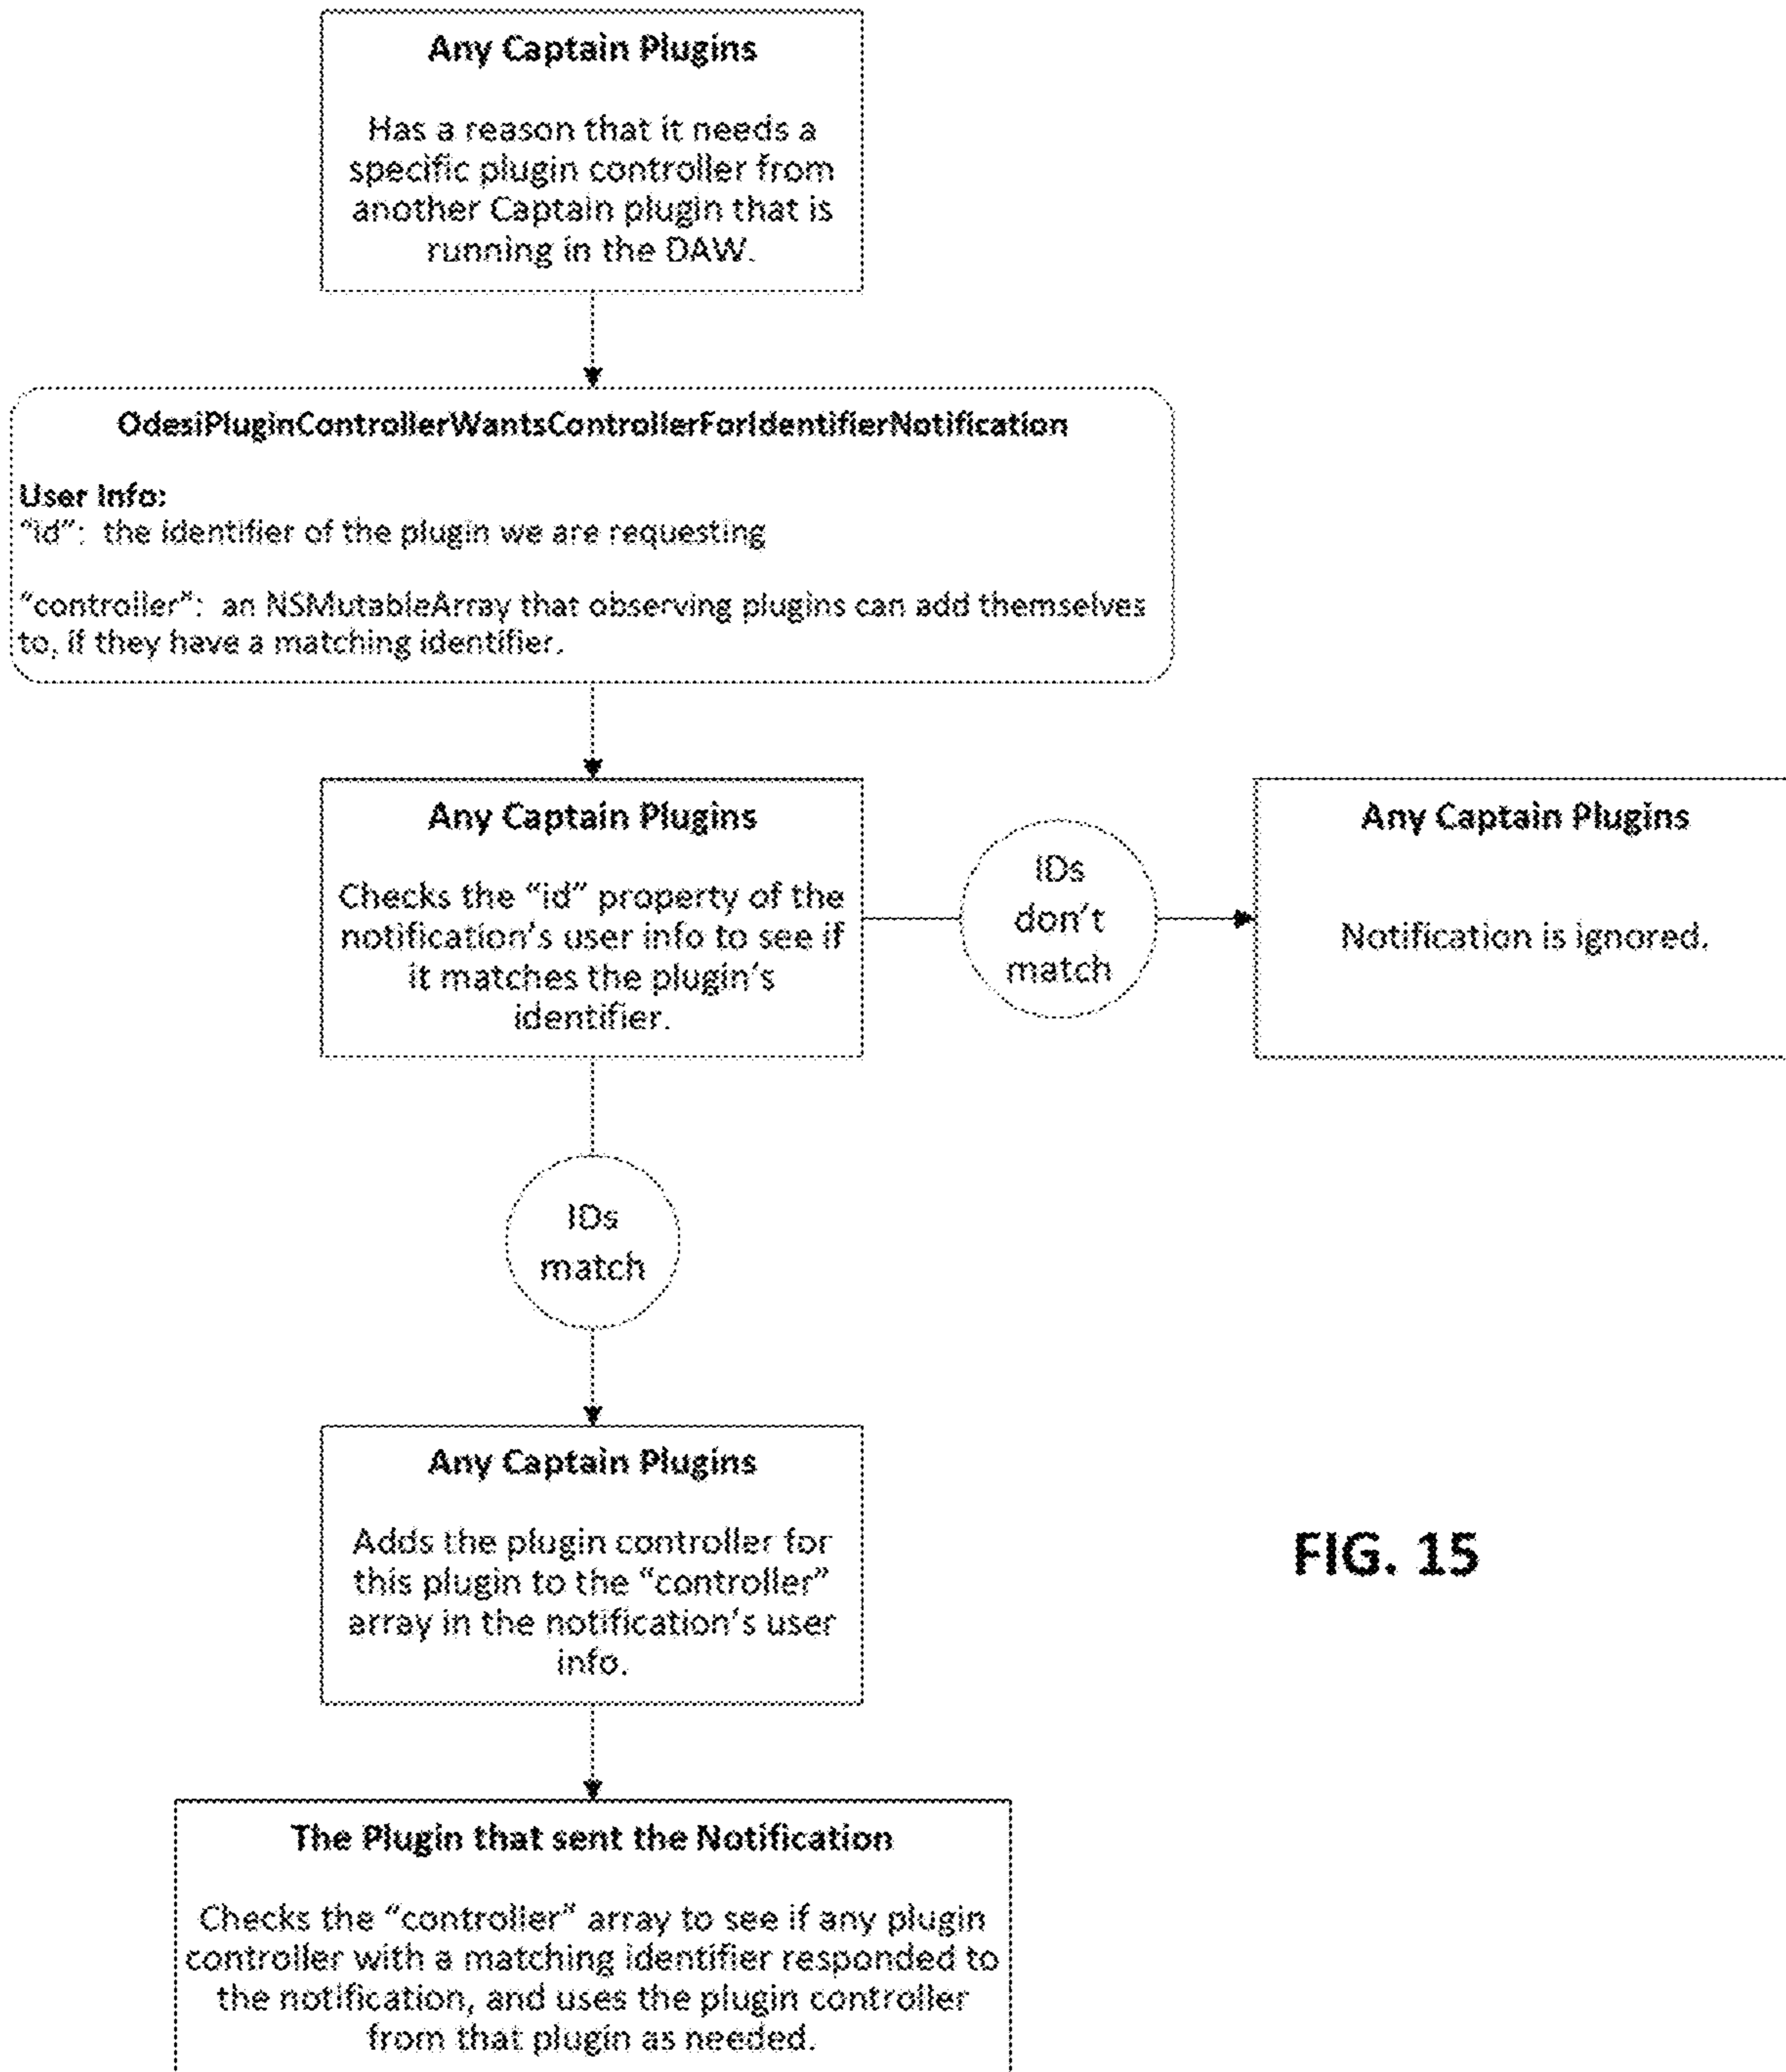 Any Captain Plugins
Has a reason that it needs a
specific plugin controller from
another Captain plugin that is
running in the DAW.
OdesiPluginControllerWantsControllerForIdentifierNotification
User Info:
“id”: the identifier of the plugin we are requesting
“controller”: an NSMutableArray that observing plugins can add themselves
to, if they have a matching identifier.
Any Captain Plugins
Checks the “id” property of the
notification’s user info to see if
it matches the plugin’s
identifier.
IDs
don’t
match
Any Captain Plugins
Notification is ignored.
IDs
match
Any Captain Plugins
Adds the plugin controller for
this plugin to the “controller”
array in the notification’s user
info.
FIG. 15
The Plugin that sent the Notification
Checks the “controller” array to see if any plugin
controller with a matching identifier responded to
the notification, and uses the plugin controller
from that plugin as needed.